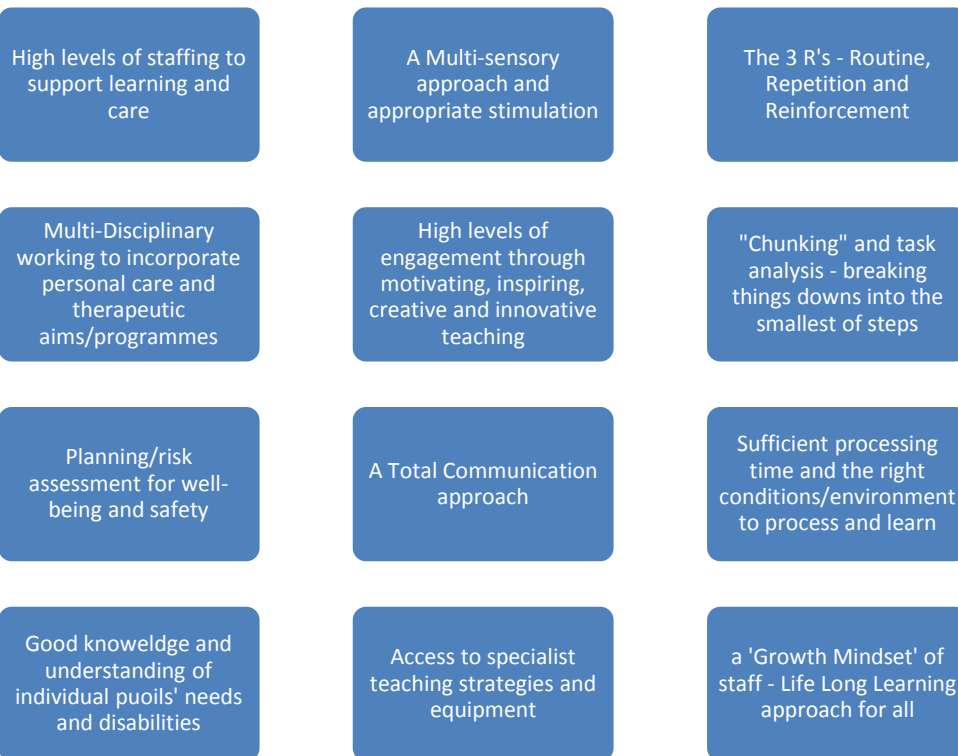 High levels of staffing to
support learning and
care
A Multi-sensory
approach and
appropriate stimulation
The 3 R's - Routine,
Repetition and
Reinforcement
Multi-Disciplinary
working to incorporate
personal care and
therapeutic
aims/programmes
High levels of
engagement through
motivating, inspiring,
creative and innovative
teaching
"Chunking" and task
analysis - breaking
things downs into the
smallest of steps
Planning/risk
assessment for well-
being and safety
A Total Communication
approach
Sufficient processing
time and the right
conditions/environment
to process and learn
Good knoweldge and
understanding of
individual puoils' needs
and disabilities
Access to specialist
teaching strategies and
equipment
a 'Growth Mindset' of
staff - Life Long Learning
approach for all